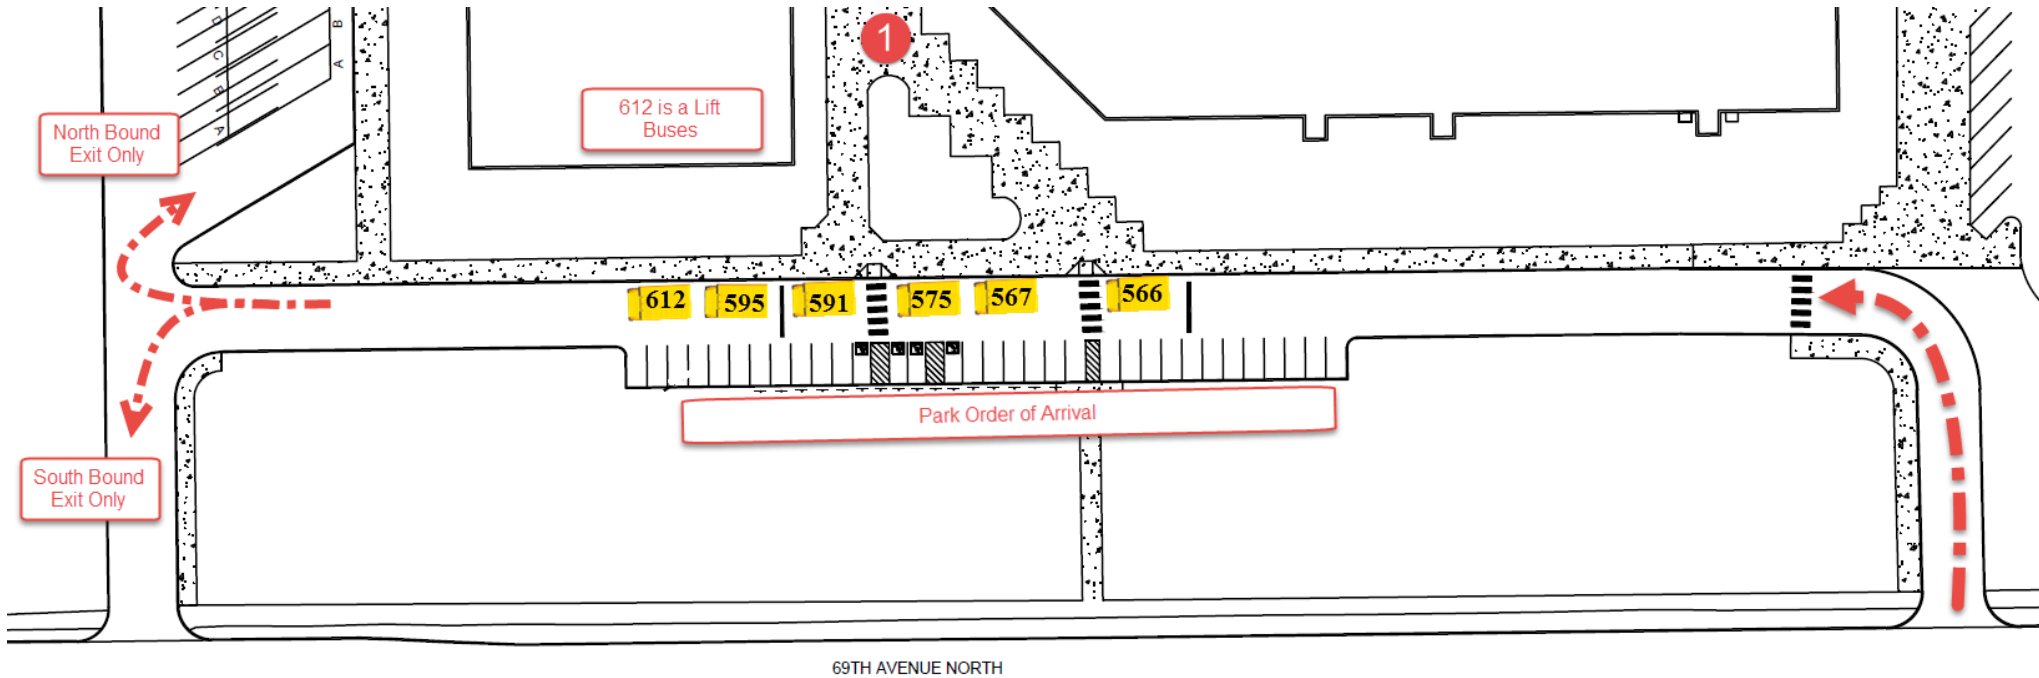 D
C
B
A
B
A
1
612 is a Lift
Buses
North Bound
Exit Only
612
595
591
575
567
566
Park Order of Arrival
South Bound
Exit Only
69TH AVENUE NORTH